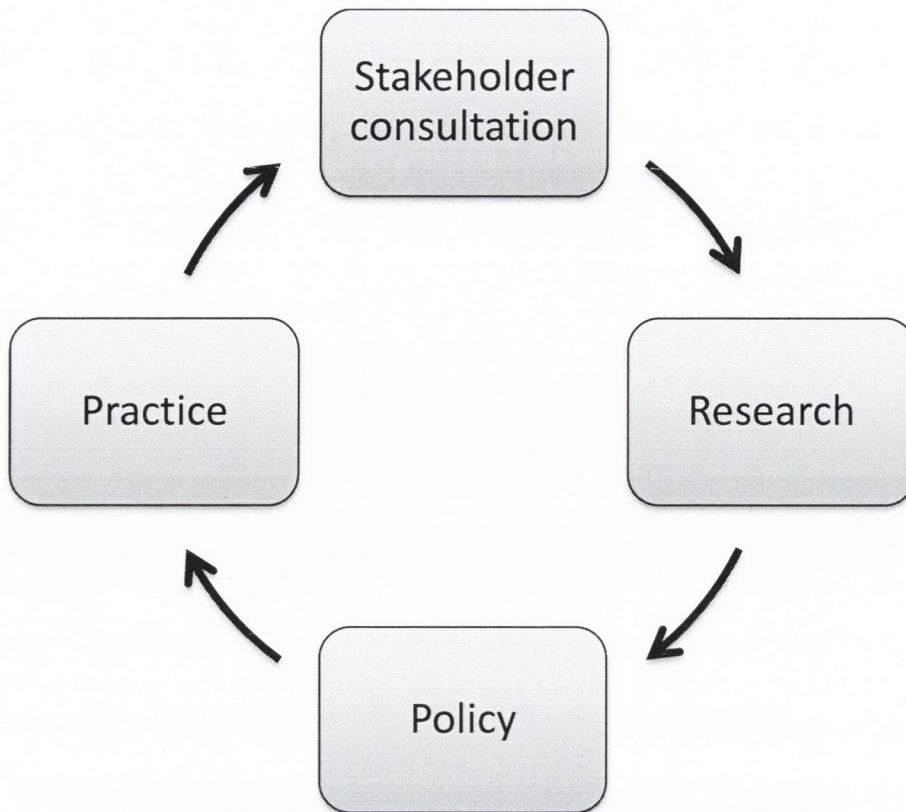 Stakeholder
consultation
Research
Policy
Practice